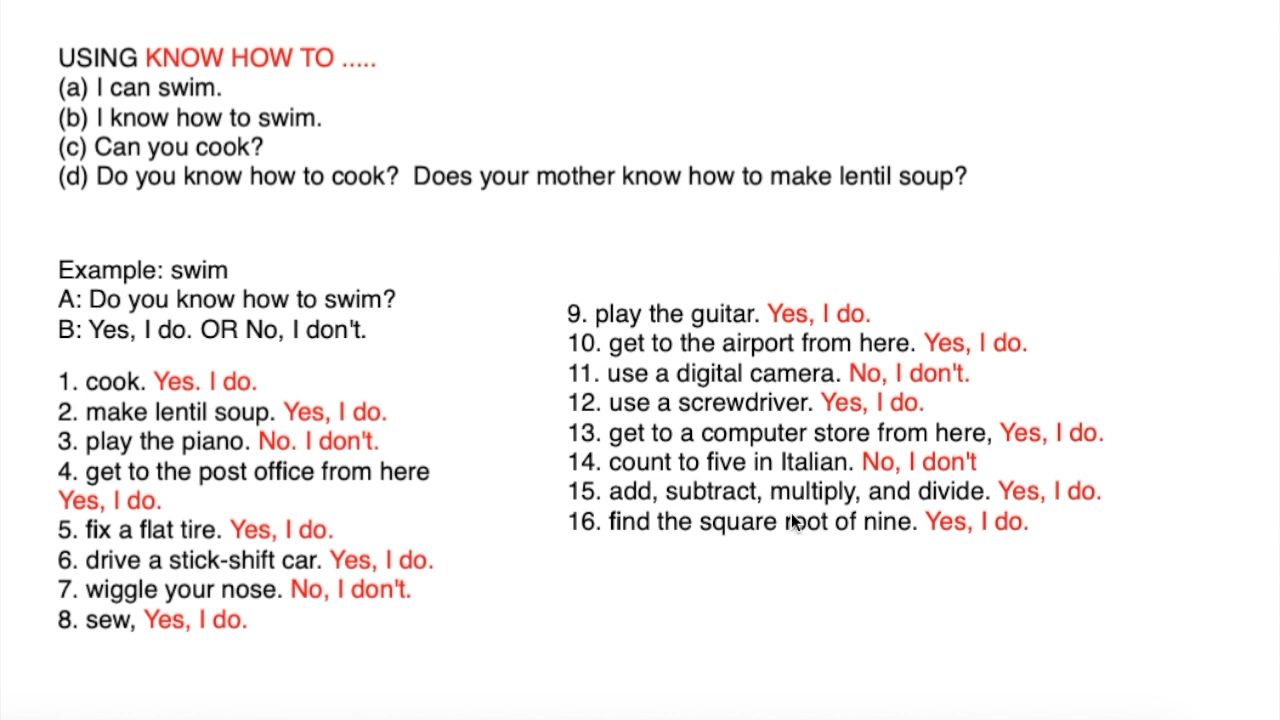 USING KNOW HOW TO .....
(a) I can swim.
(b) I know how to swim.
(c) Can you cook?
(d) Do you know how to cook?  Does your mother know how to make lentil soup?
Example: swim
A: Do you know how to swim?
B: Yes, I do. OR No, I don't.
1. cook. Yes. I do.
2. make lentil soup. Yes, I do.
3. play the piano. No. I don't.
4. get to the post office from here
Yes, I do.
5. fix a flat tire. Yes, I do.
6. drive a stick-shift car. Yes, I do.
7. wiggle your nose. No, I don't.
8. sew, Yes, I do.
9. play the guitar. Yes, I do.
10. get to the airport from here. Yes, I do.
11. use a digital camera. No, I don't.
12. use a screwdriver. Yes, I do.
13. get to a computer store from here, Yes, I do.
14. count to five in Italian. No, I don't
15. add, subtract, multiply, and divide. Yes, I do.
16. find the square root of nine. Yes, I do.